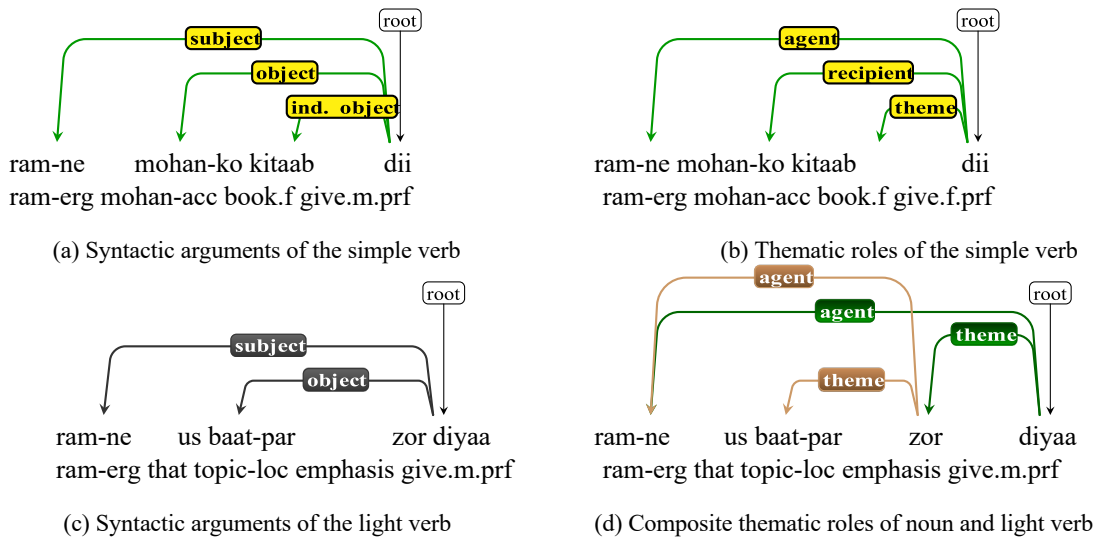 root
subject
object
ind. object
ram-ne mohan-ko kitaab dii
ram-erg mohan-acc book.f give.m.prf
(a) Syntactic arguments of the simple verb
root
agent
recipient
theme
ram-ne mohan-ko kitaab dii
ram-erg mohan-acc book.f give.f.prf
(b) Thematic roles of the simple verb
root
subject
object
ram-ne us baat-par zor diyaa
ram-erg that topic-loc emphasis give.m.prf
(c) Syntactic arguments of the light verb
agent
root
agent
theme
theme
ram-ne us baat-par zor diyaa
ram-erg that topic-loc emphasis give.m.prf
(d) Composite thematic roles of noun and light verb